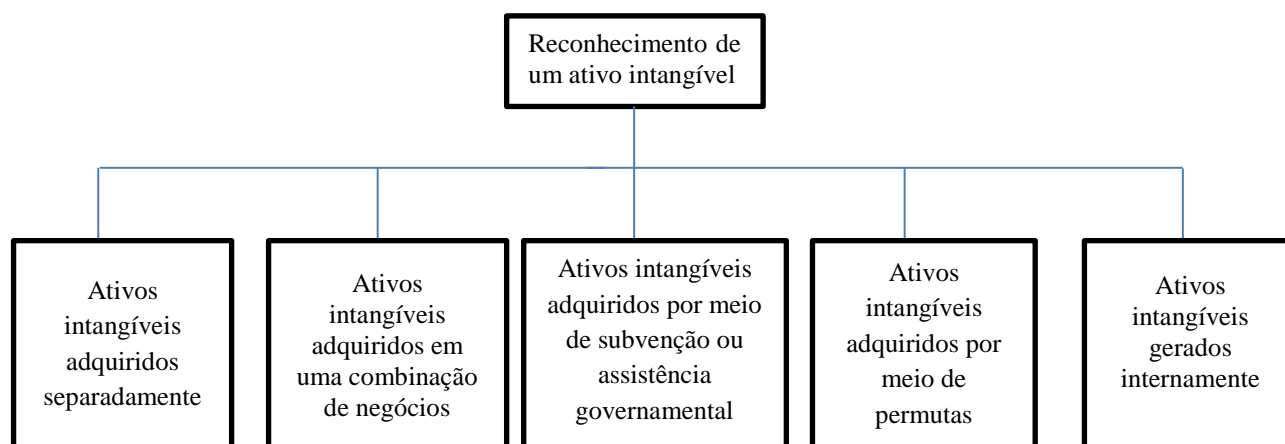 Reconhecimento de
um ativo intangível
Ativos
intangíveis
adquiridos
separadamente
Ativos
intangíveis
adquiridos em
uma combinação
de negócios
Ativos intangíveis
adquiridos por meio
de subvenção ou
assistência
governamental
Ativos
intangíveis
adquiridos por
meio de
permutas
Ativos
intangíveis
gerados
internamente